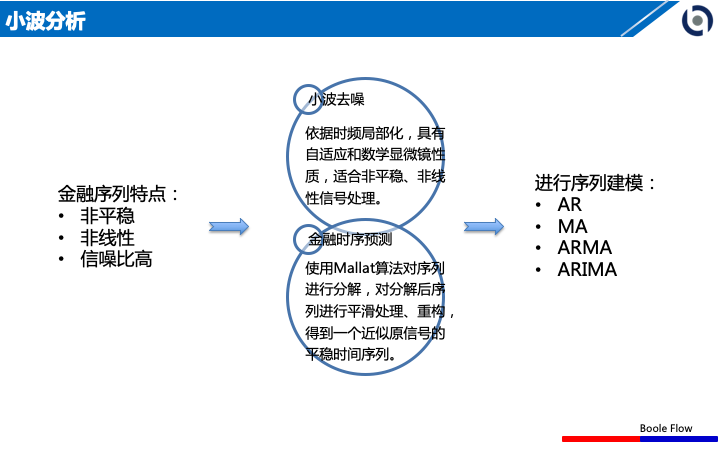 小波分析
金融序列特点：
• 非平稳
• 非线性
• 信噪比高
小波去噪
依据时频局部化，具有
自适应和数学显微镜性
质，适合非平稳、非线
性信号处理。
金融时序预测
使用Mallat算法对序列
进行分解，对分解后序
列进行平滑处理、重构，
得到一个近似原信号的
平稳时间序列。
进行序列建模：
• AR
• MA
• ARMA
• ARIMA
Boole Flow